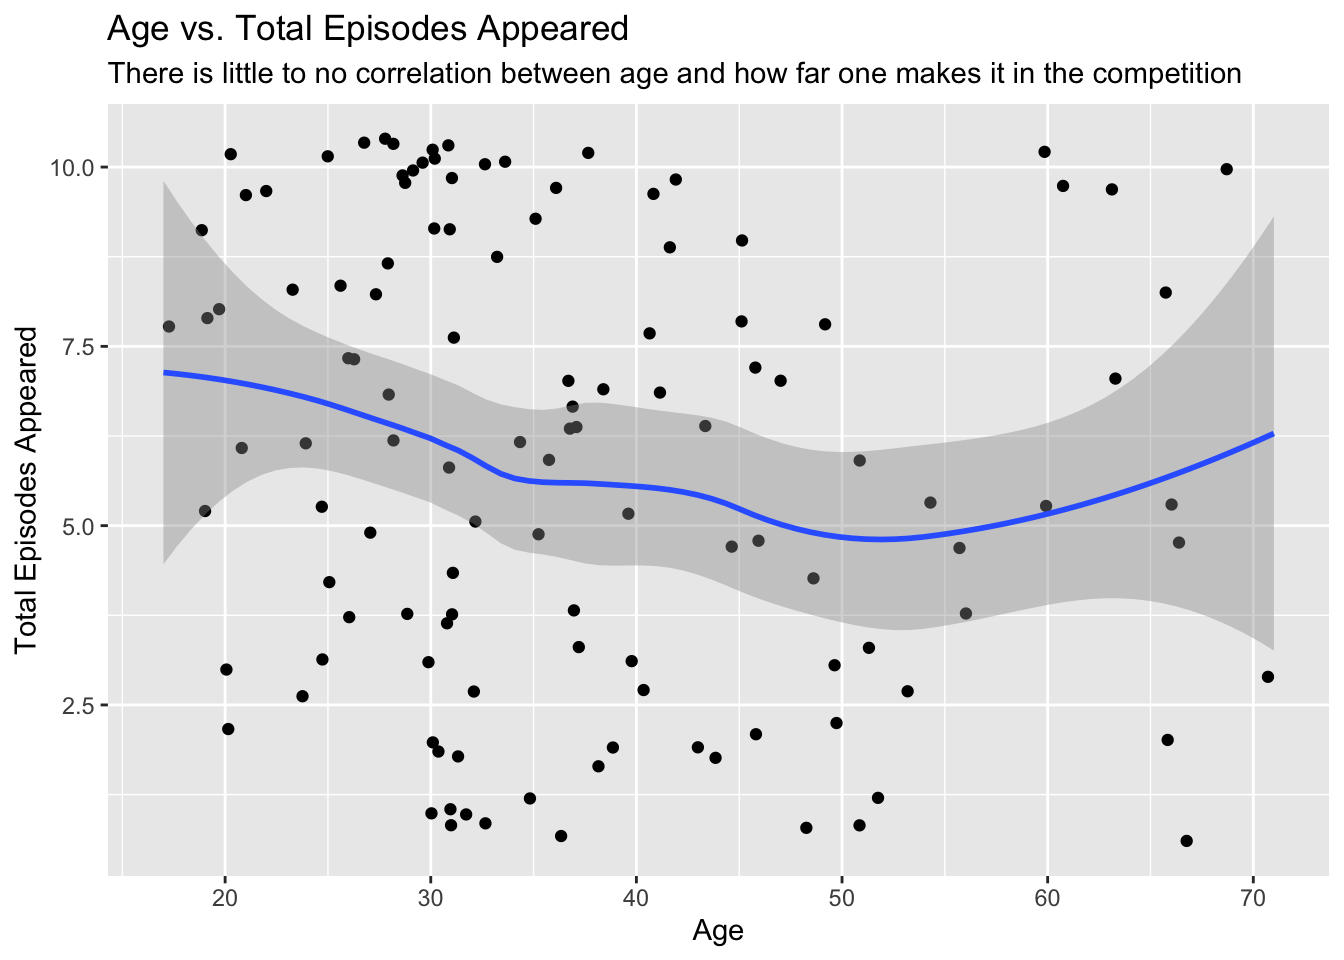 Age vs. Total Episodes Appeared
There is little to no correlation between age and how far one makes it in the competition
Total Episodes Appeared
10.0
7.5
5.0
2.5
20 30 40 50 60 70
Age